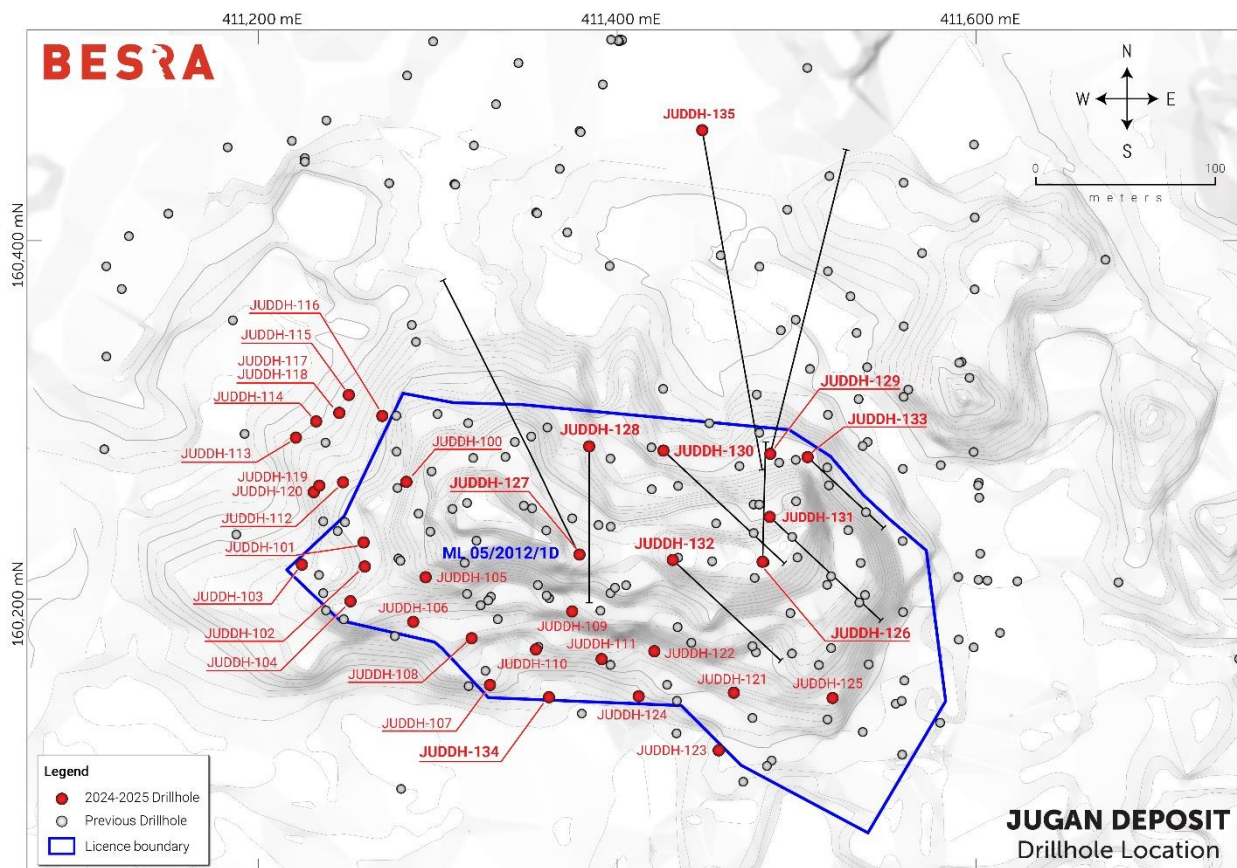 411,200 mE
411,400 mE
411,600 mE
BESRA
N
W
E
S
0
100
meters
160,400 mN
160,200 mN
JUDDH-135
JUDDH-116
JUDDH-115
JUDDH-117
JUDDH-118
JUDDH-114
JUDDH-113
JUDDH-119
JUDDH-120
JUDDH-112
JUDDH-101
JUDDH-103
JUDDH-102
JUDDH-104
JUDDH-100
JUDDH-127
JUDDH-128
JUDDH-130
JUDDH-129
JUDDH-133
JUDDH-131
JUDDH-132
JUDDH-126
ML 05/2012/1D
JUDDH-105
JUDDH-106
JUDDH-109
JUDDH-111
JUDDH-122
JUDDH-110
JUDDH-108
JUDDH-107
JUDDH-134
JUDDH-124
JUDDH-121
JUDDH-125
JUDDH-123
Legend
2024-2025 Drillhole
Previous Drillhole
Licence boundary
JUGAN DEPOSIT
Drillhole Location